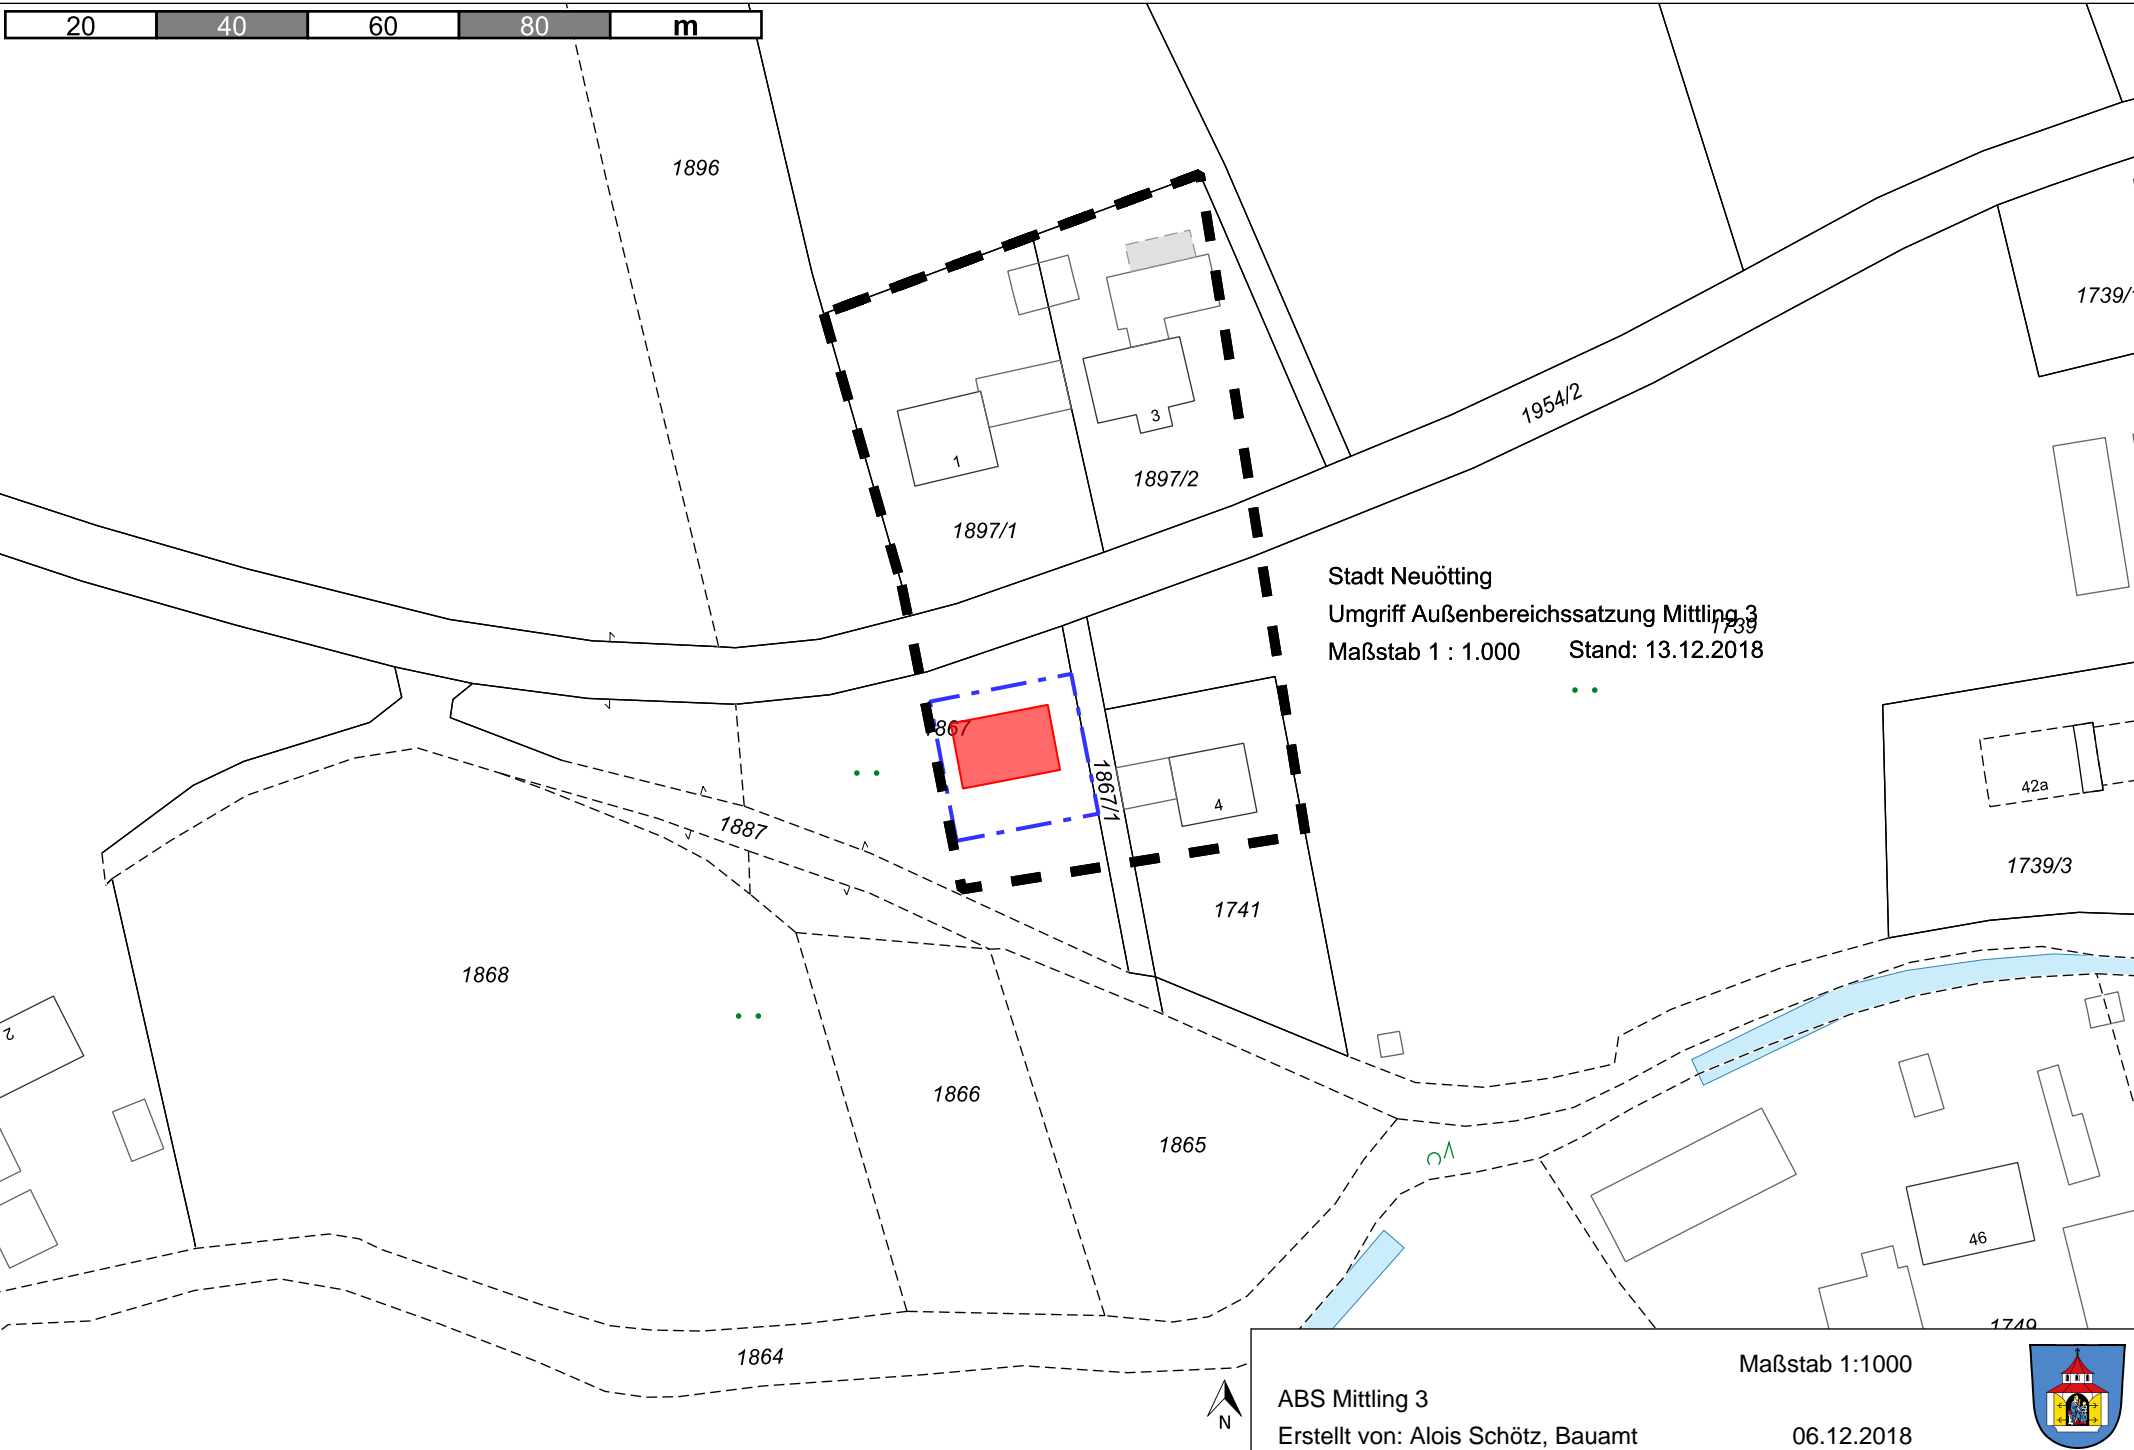 20 40 60 80 m
1896
1739/
1954/2
3
1
1897/2
1897/1
Stadt Neuötting
Umgriff Außenbereichssatzung Mittling 3
1739
Maßstab 1 : 1.000 Stand: 13.12.2018
1867
1867/1
4
42a
1887
1739/3
1741
1868
2
1866
1865
46
1749
1864
Maßstab 1:1000
ABS Mittling 3
N
Erstellt von: Alois Schötz, Bauamt 06.12.2018